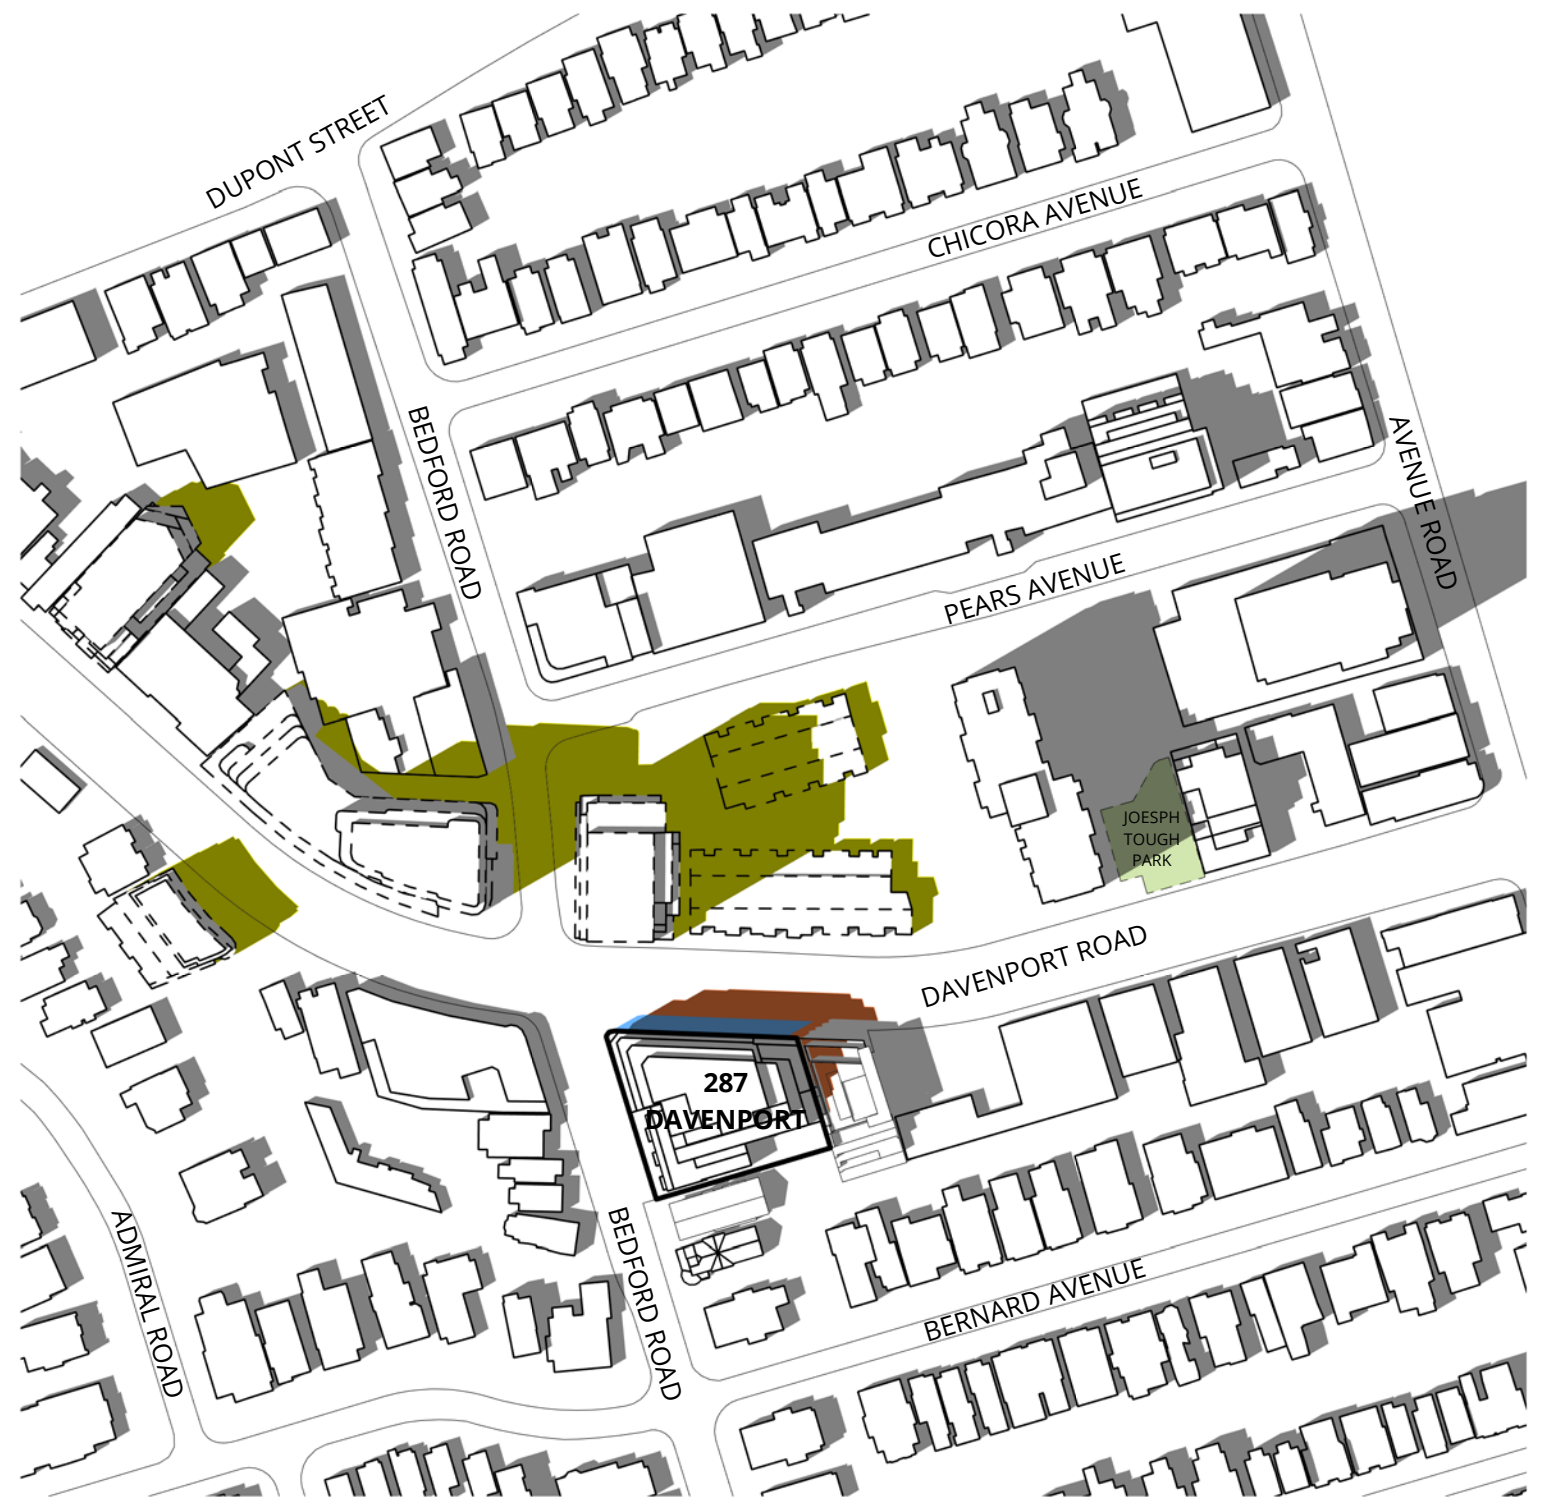 DUPONT STREET
CHICORA AVENUE
BEDFORD ROAD
AVENUE ROAD
PEARS AVENUE
JOESPH
TOUGH
PARK
DAVENPORT ROAD
287
DAVENPORT
ADMIRAL ROAD
BEDFORD ROAD
BERNARD AVENUE